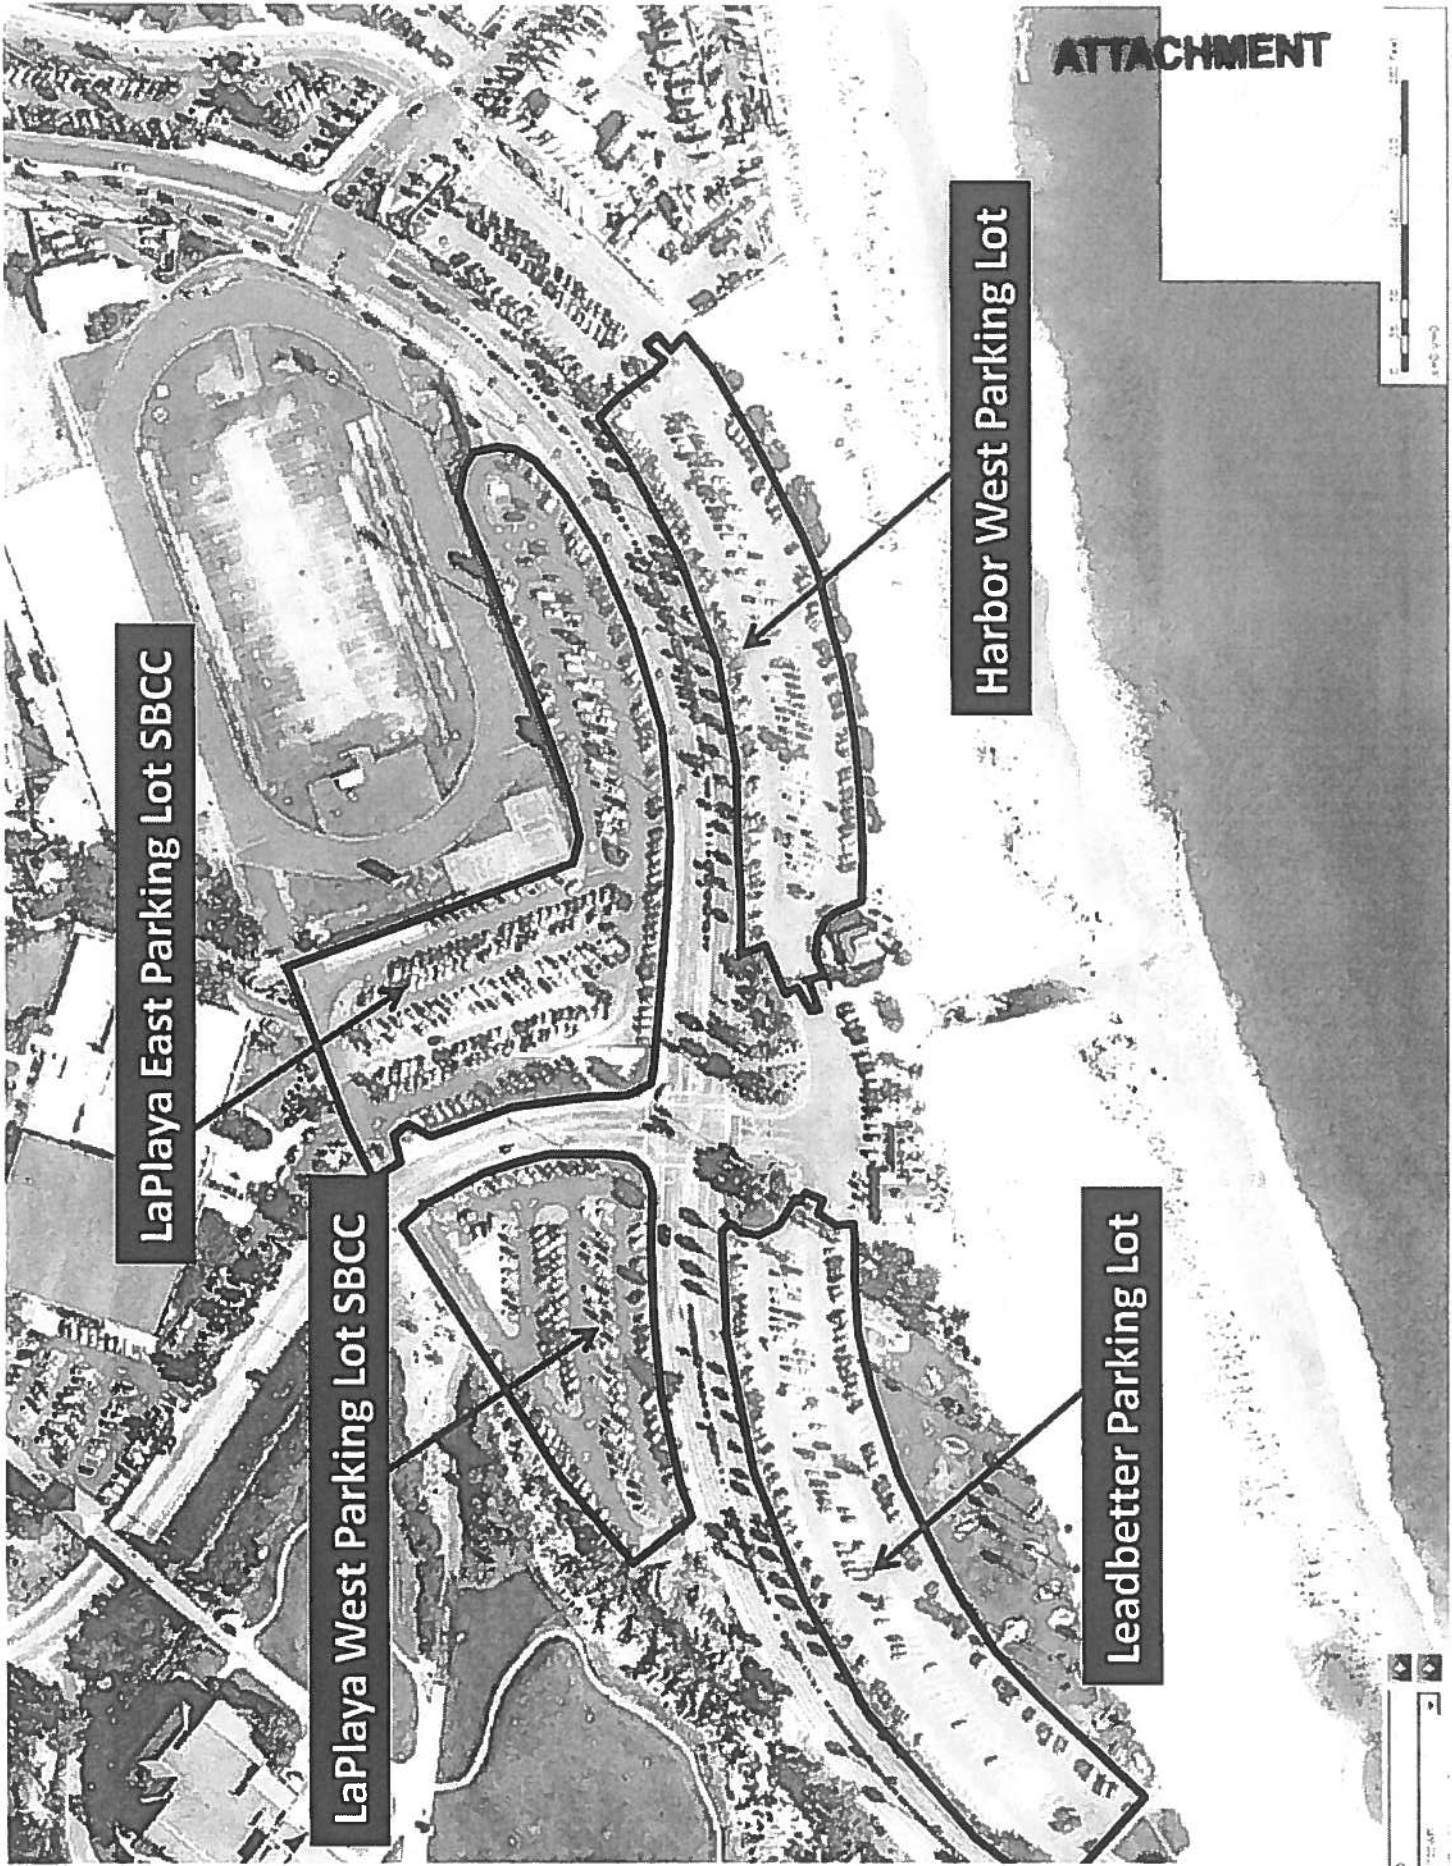 ATTACHMENT
LaPlaya East Parking Lot SBCC
LaPlaya West Parking Lot SBCC
Harbor West Parking Lot
Leadbetter Parking Lot